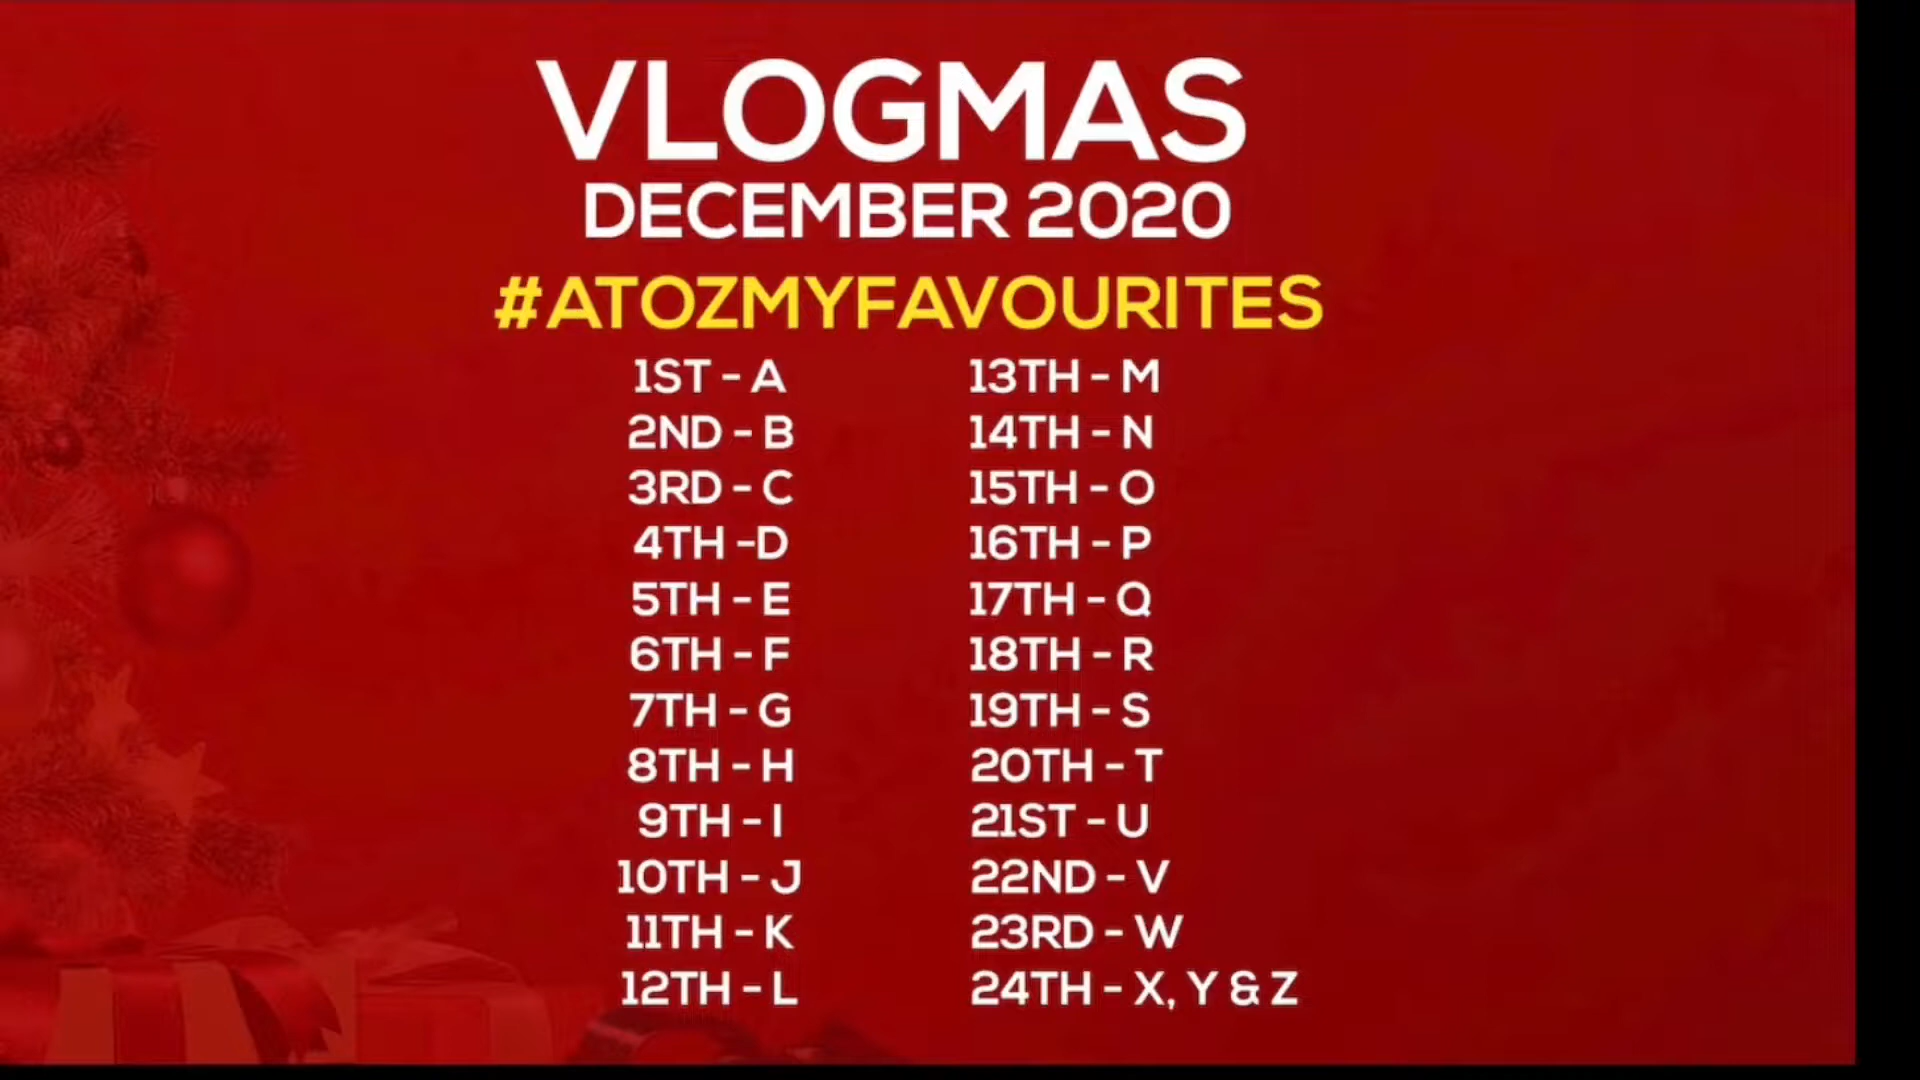 VLOGMAS
DECEMBER 2020
#ATOZMYFAVOURITES
1ST - A
2ND - B
3RD - C
4TH -D
5TH - E
6TH - F
7TH - G
8TH - H
9TH - I
10TH - J
11TH - K
12TH - L
13TH - M
14TH - N
15TH - O
16TH - P
17TH - Q
18TH - R
19TH - S
20TH - T
21ST - U
22ND - V
23RD - W
24TH - X, Y & Z